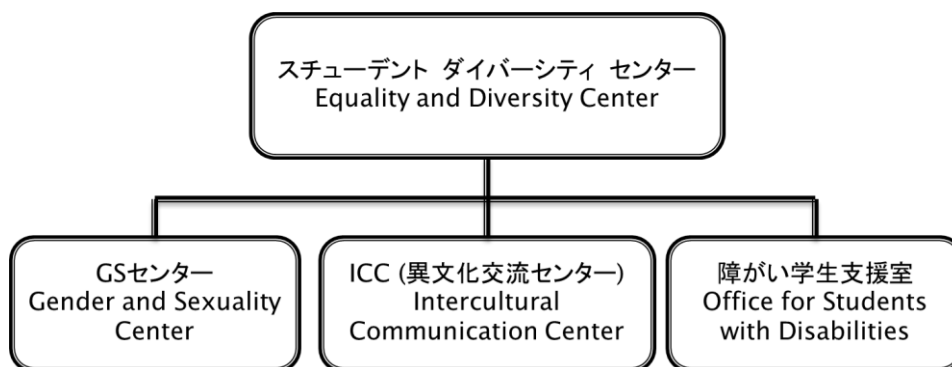 スチューデント ダイバーシティ センター
Equality and Diversity Center
GSセンター
Gender and Sexuality
Center
ICC (異文化交流センター)
Intercultural
Communication Center
障がい学生支援室
Office for Students
with Disabilities